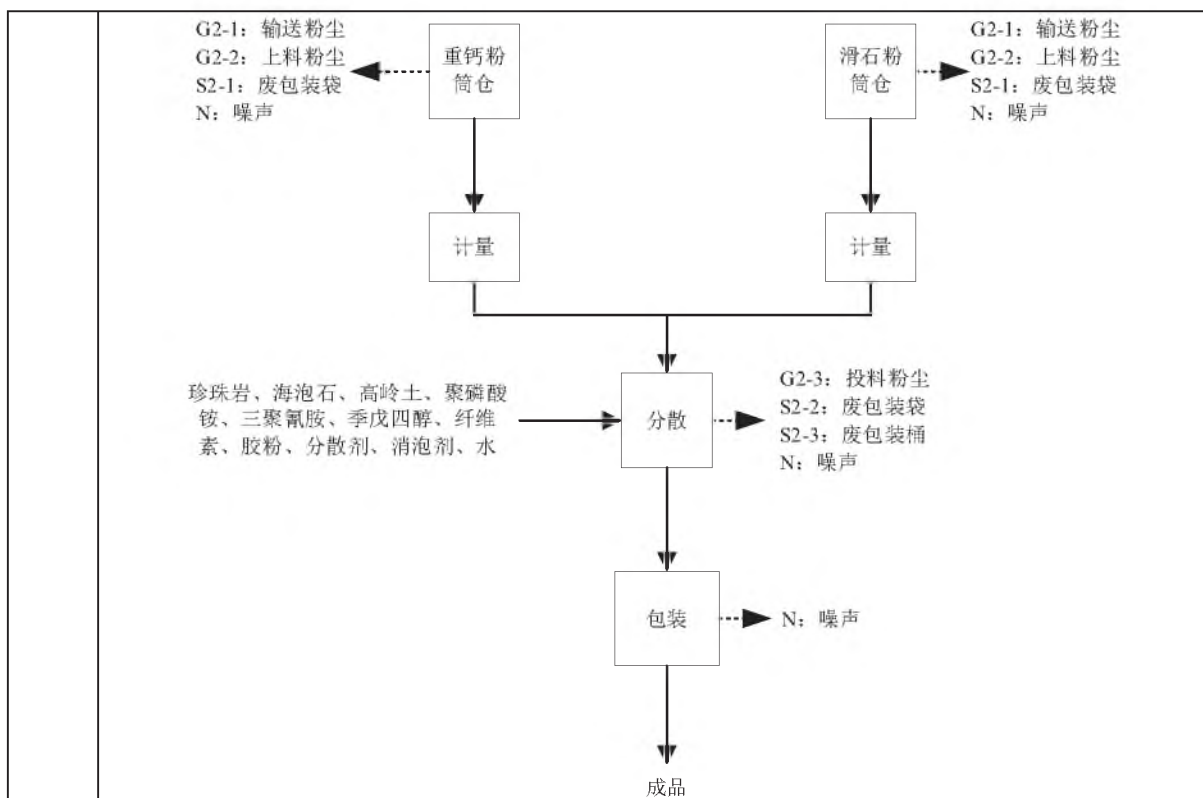 G2-1：输送粉尘
G2-2：上料粉尘
S2-1：废包装袋
N：噪声
重钙粉
筒仓
滑石粉
筒仓
G2-1：输送粉尘
G2-2：上料粉尘
S2-1：废包装袋
N：噪声
计量
计量
珍珠岩、海泡石、高岭土、聚磷酸
铵、三聚氰胺、季戊四醇、纤维
素、胶粉、分散剂、消泡剂、水
分散
G2-3：投料粉尘
S2-2：废包装袋
S2-3：废包装桶
N：噪声
包装
N：噪声
成品